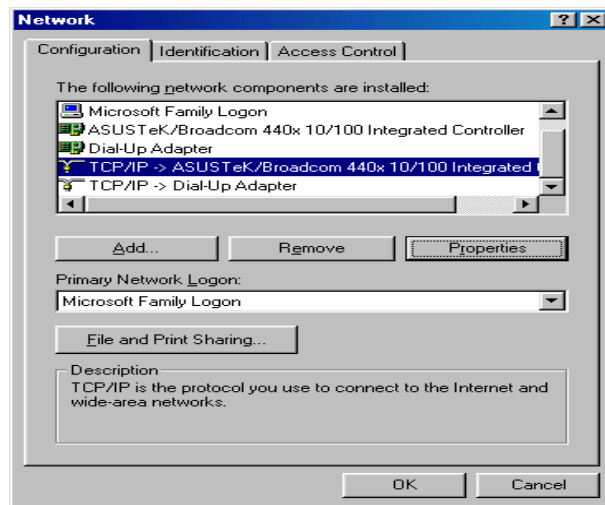 Network
Configuration Identification Access Control
The following network components are installed:
Microsoft Family Logon
ASUSTeK/Broadcom 440x 10/100 Integrated Controller
Dial-Up Adapter
TCP/IP -> ASUSTeK/Broadcom 440x 10/100 Integrated
TCP/IP -> Dial-Up Adapter
Add... Remove Properties
Primary Network Logon:
Microsoft Family Logon
File and Print Sharing...
Description
TCP/IP is the protocol you use to connect to the Internet and
wide-area networks.
OK Cancel